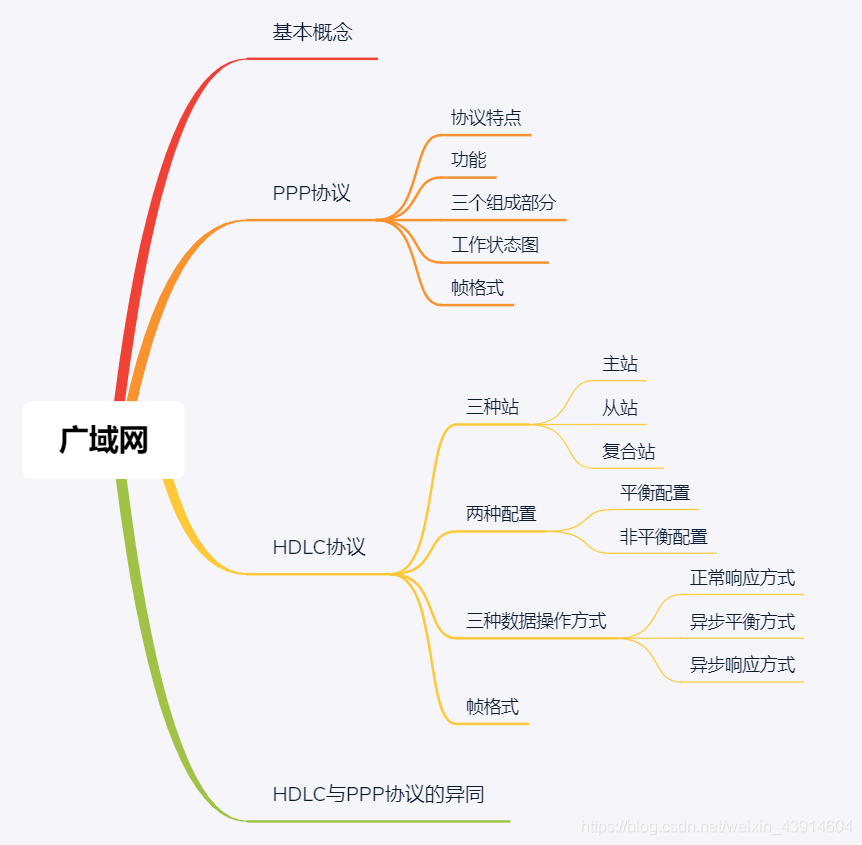 基本概念
PPP协议
协议特点
功能
三个组成部分
工作状态图
帧格式
广域网
HDLC协议
三种站
主站
从站
复合站
两种配置
平衡配置
非平衡配置
三种数据操作方式
正常响应方式
异步平衡方式
异步响应方式
帧格式
HDLC与PPP协议的异同
https://blog.csdn.net/weixin_43914604